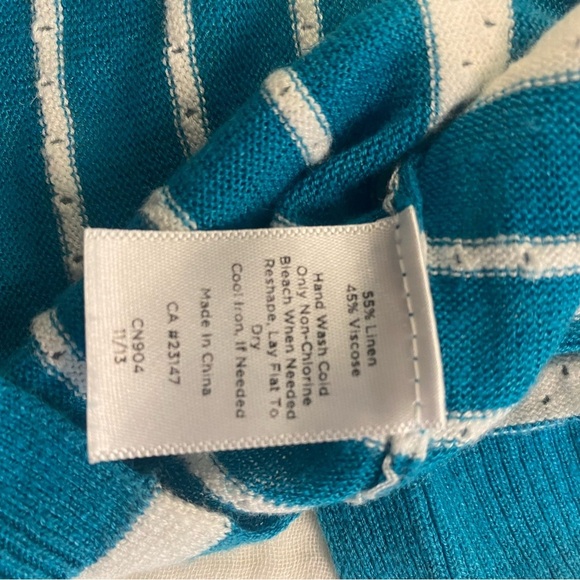 55% Linen
45% Viscose
Hand Wash Cold
Only Non-Chlorine
Bleach When Needed
Reshape, Lay Flat To
Dry
Cool Iron, If Needed
Made In China
CA #23147
CN904
11/13